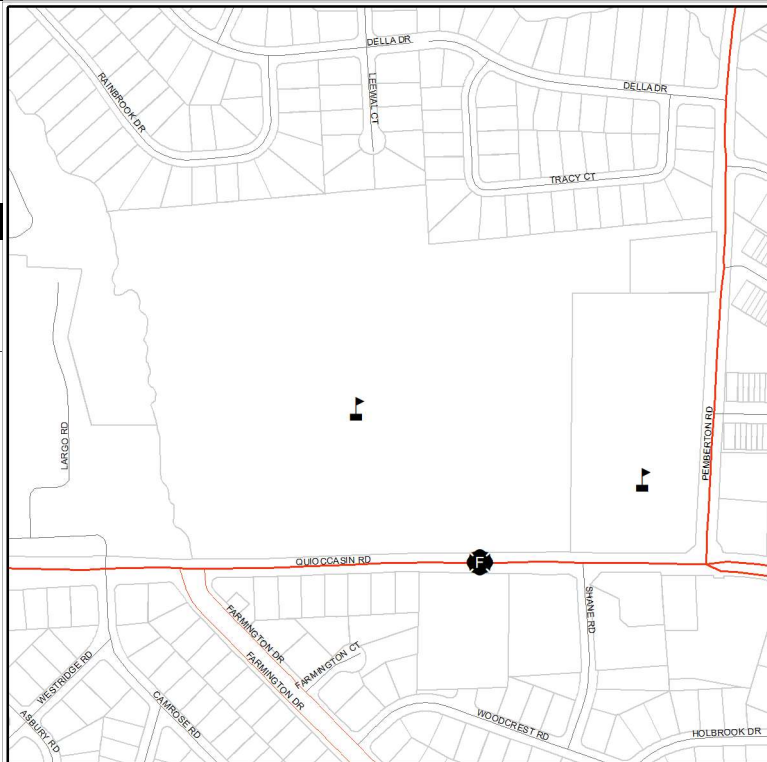 DELLA DR
RAINBROOK DR
LEEWAL CT
DELLA DR
TRACY CT
LARGO RD
PEMBERTON RD
QUIOCCASIN RD
F
SHANE RD
FARMINGTON DR
FARMINGTON CT
FARMINGTON DR
WESTRIDGE RD
CAMROSE RD
ASBURY RD
WOODCREST RD
HOLBROOK DR